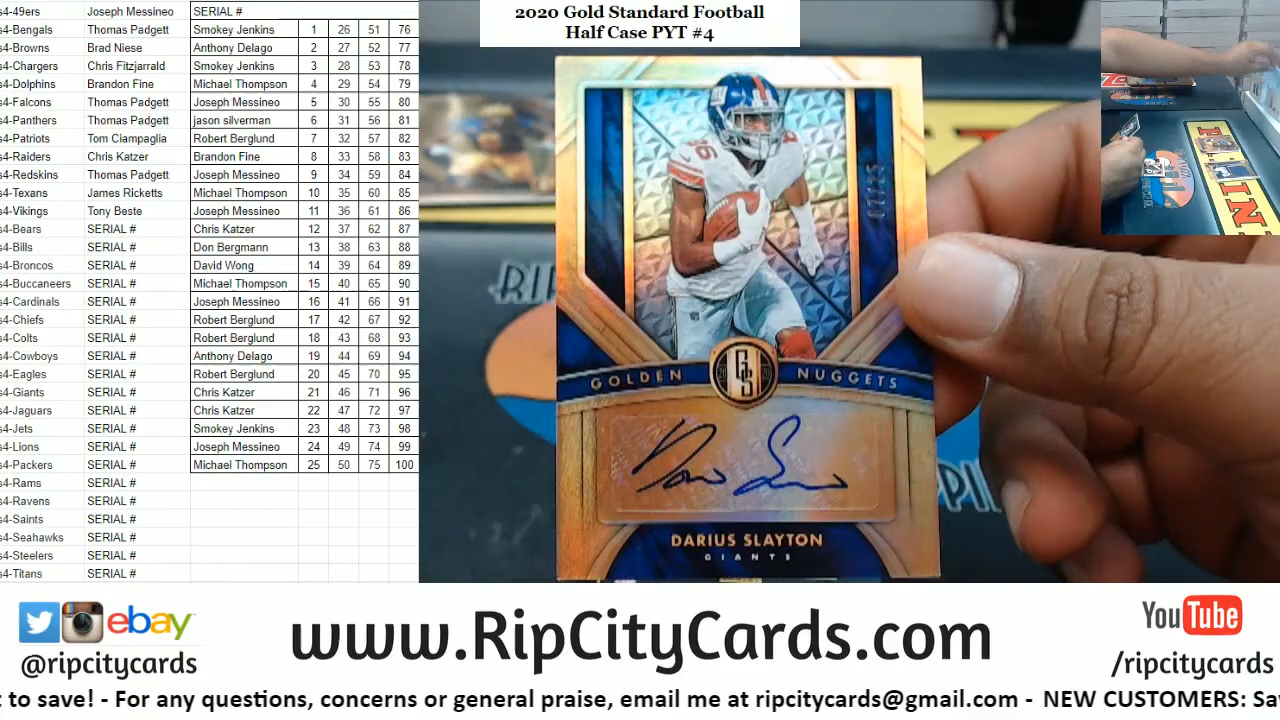 s4-49ers Joseph Messineo SERIAL #
s4-Bengals Thomas Padgett Smokey Jenkins 1 26 51 76
s4-Browns Brad Niese Anthony Delago 2 27 52 77
s4-Chargers Chris Fitzjarrald Smokey Jenkins 3 28 53 78
s4-Dolphins Brandon Fine Michael Thompson 4 29 54 79
s4-Falcons Thomas Padgett Joseph Messineo 5 30 55 80
s4-Panthers Thomas Padgett jason silverman 6 31 56 81
s4-Patriots Tom Ciampaglia Robert Berglund 7 32 57 82
s4-Raiders Chris Katzer Brandon Fine 8 33 58 83
s4-Redskins Thomas Padgett Joseph Messineo 9 34 59 84
s4-Texans James Ricketts Michael Thompson 10 35 60 85
s4-Vikings Tony Beste Joseph Messineo 11 36 61 86
s4-Bears SERIAL # Chris Katzer 12 37 62 87
s4-Bills SERIAL # Don Bergmann 13 38 63 88
s4-Broncos SERIAL # David Wong 14 39 64 89
s4-Buccaneers SERIAL # Michael Thompson 15 40 65 90
s4-Cardinals SERIAL # Joseph Messineo 16 41 66 91
s4-Chiefs SERIAL # Robert Berglund 17 42 67 92
s4-Colts SERIAL # Robert Berglund 18 43 68 93
s4-Cowboys SERIAL # Anthony Delago 19 44 69 94
s4-Eagles SERIAL # Robert Berglund 20 45 70 95
s4-Giants SERIAL # Chris Katzer 21 46 71 96
s4-Jaguars SERIAL # Chris Katzer 22 47 72 97
s4-Jets SERIAL # Smokey Jenkins 23 48 73 98
s4-Lions SERIAL # Joseph Messineo 24 49 74 99
s4-Packers SERIAL # Michael Thompson 25 50 75 100
s4-Rams SERIAL #
s4-Ravens SERIAL #
s4-Saints SERIAL #
s4-Seahawks SERIAL #
s4-Steelers SERIAL #
s4-Titans SERIAL #
2020 Gold Standard Football
Half Case PYT #4
86
GS
GOLDEN NUGGETS
DARIUS SLAYTON
GIANTS
ebay
@ripcitycards
www.RipCityCards.com
YouTube
/ripcitycards
t to save! - For any questions, concerns or general praise, email me at ripcitycards@gmail.com - NEW CUSTOMERS: Sa